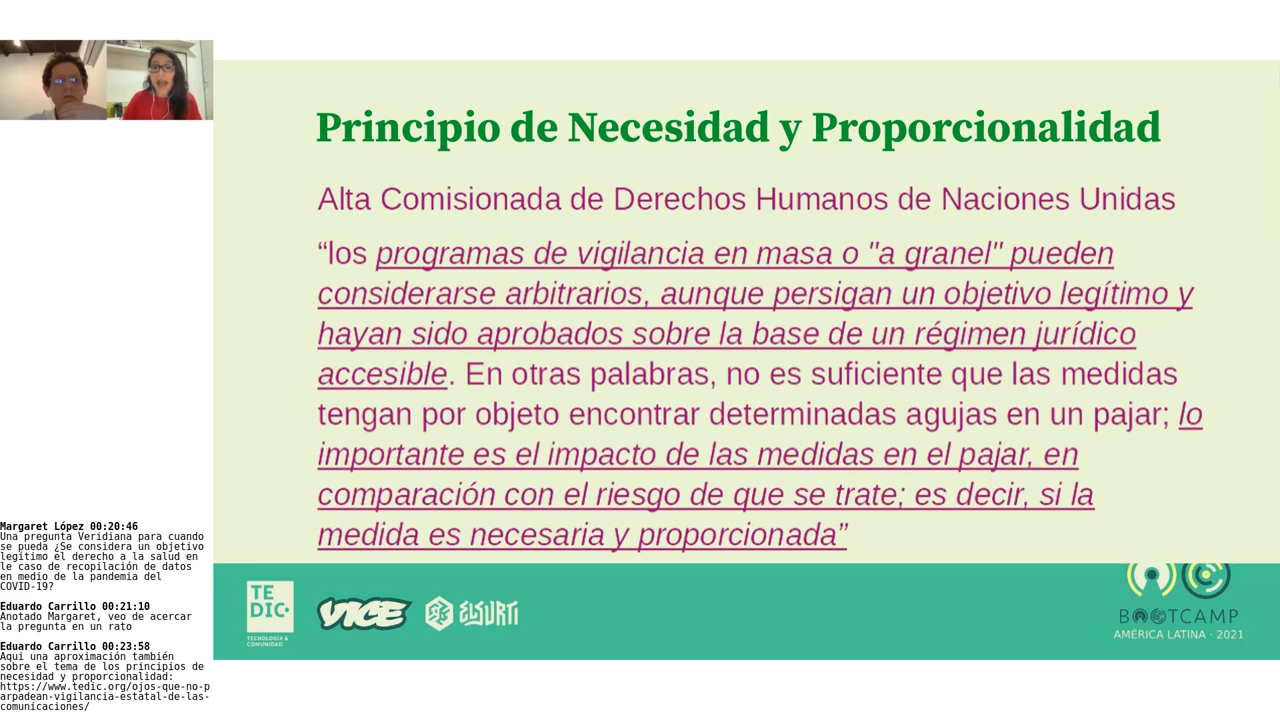 Principio de Necesidad y Proporcionalidad
Alta Comisionada de Derechos Humanos de Naciones Unidas
“los programas de vigilancia en masa o "a granel" pueden
considerarse arbitrarios, aunque persigan un objetivo legítimo y
hayan sido aprobados sobre la base de un régimen jurídico
accesible. En otras palabras, no es suficiente que las medidas
tengan por objeto encontrar determinadas agujas en un pajar; lo
importante es el impacto de las medidas en el pajar, en
comparación con el riesgo de que se trate; es decir, si la
medida es necesaria y proporcionada”
TE
DIC
TECNOLOGÍA &
COMUNIDAD
VICE
ELSURTI
BOOTCAMP
AMÉRICA LATINA · 2021
Margaret López 00:20:46
Una pregunta Veridiana para cuando
se pueda ¿Se considera un objetivo
legítimo el derecho a la salud en
le caso de recopilación de datos
en medio de la pandemia del
COVID-19?
Eduardo Carrillo 00:21:10
Anotado Margaret, veo de acercar
la pregunta en un rato
Eduardo Carrillo 00:23:58
Aqui una aproximación también
sobre el tema de los principios de
necesidad y proporcionalidad:
https://www.tedic.org/ojos-que-no-p
arpadean-vigilancia-estatal-de-las-
comunicaciones/